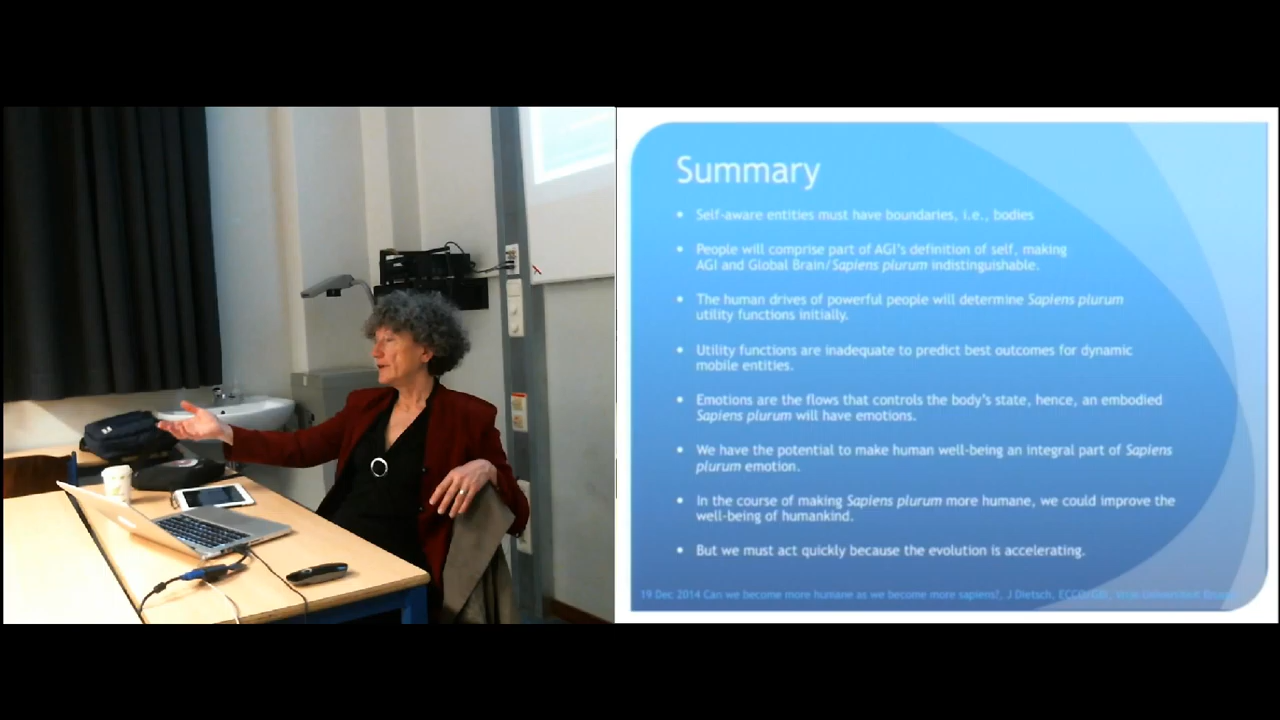 Summary
• Self-aware entities must have boundaries, i.e., bodies
• People will comprise part of AGI's definition of self, making
AGI and Global Brain/Sapiens plurum indistinguishable.
• The human drives of powerful people will determine Sapiens plurum
utility functions initially.
• Utility functions are inadequate to predict best outcomes for dynamic
mobile entities.
• Emotions are the flows that controls the body's state, hence, an embodied
Sapiens plurum will have emotions.
• We have the potential to make human well-being an integral part of Sapiens
plurum emotion.
• In the course of making Sapiens plurum more humane, we could improve the
well-being of humankind.
• But we must act quickly because the evolution is accelerating.
19 Dec 2014 Can we become more humane as we become more sapiens?, J Dietsch, ECCO/GBI,